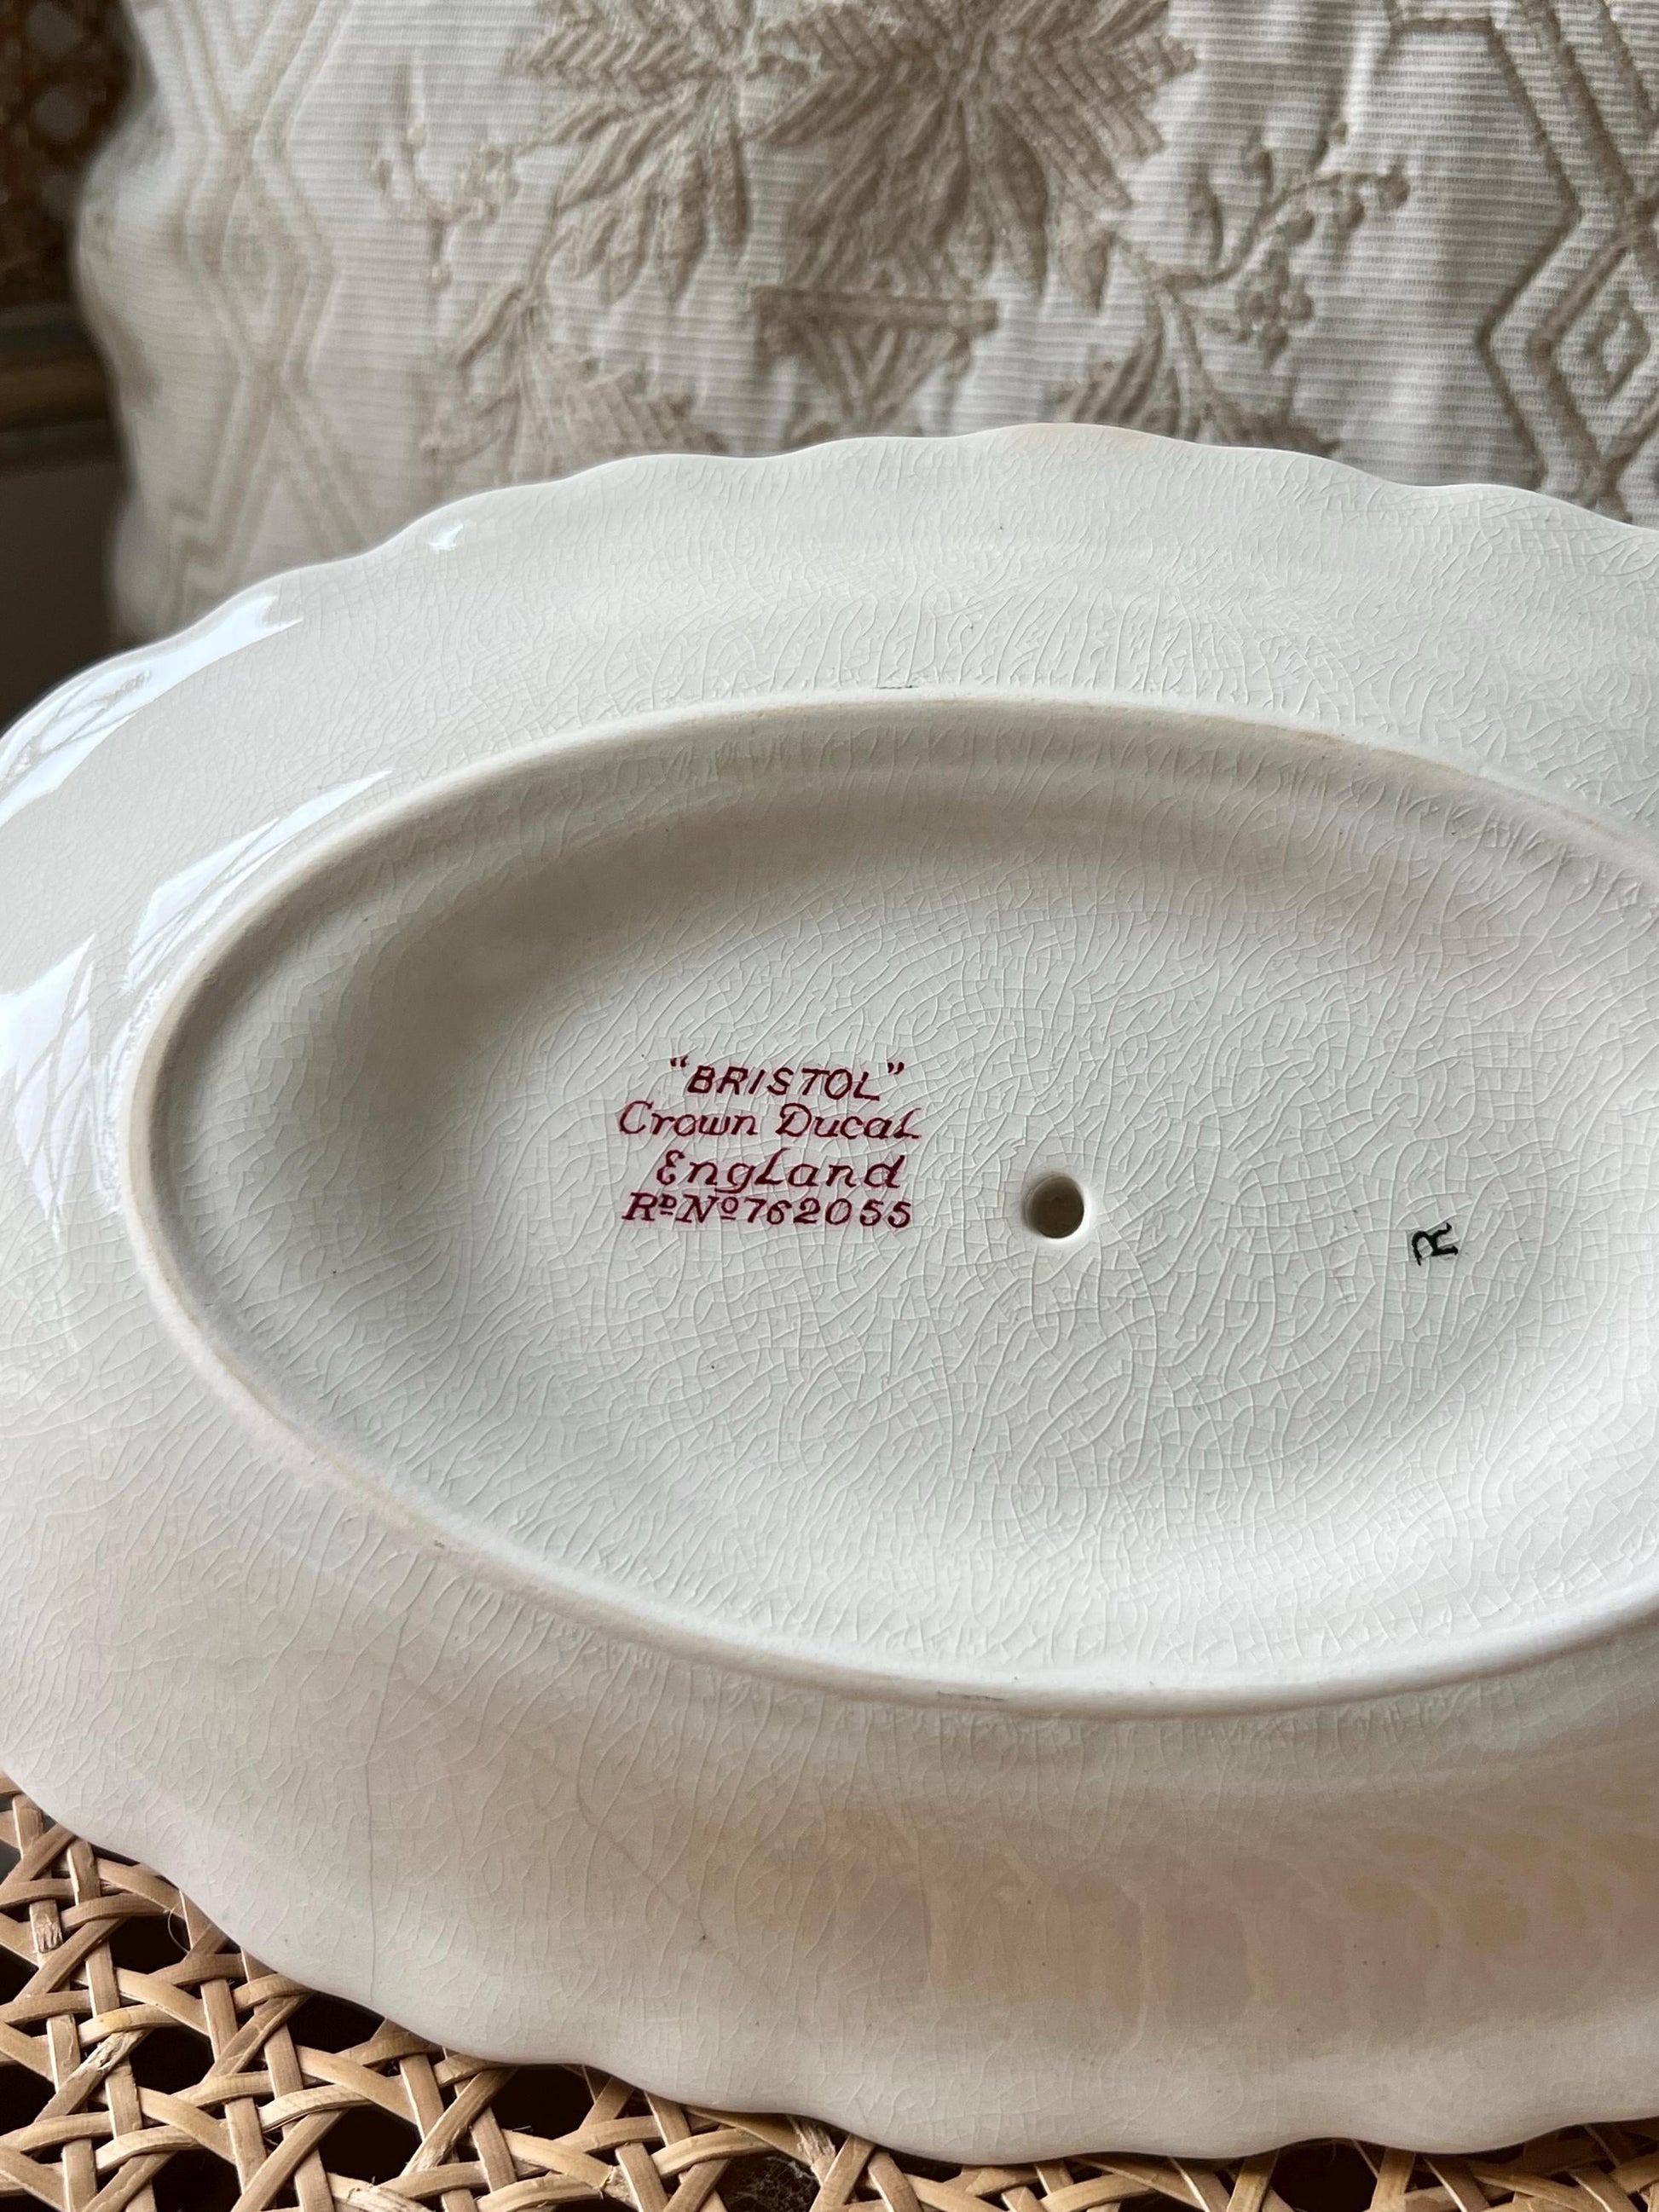 "BRISTOL"
Crown Ducal
England
Rᴰ Nº 762055
R